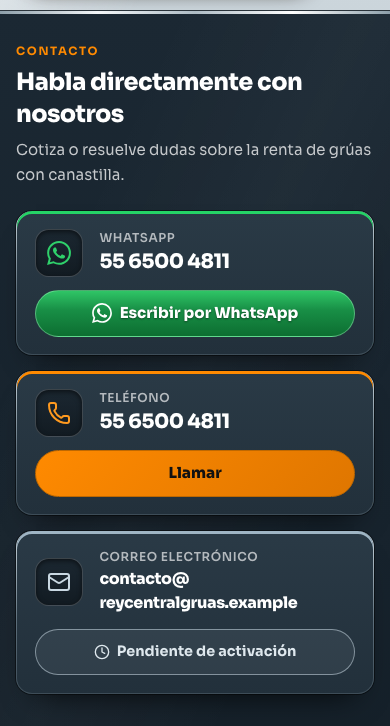 CONTACTO
Habla directamente con
nosotros
Cotiza o resuelve dudas sobre la renta de grúas
con canastilla.
WHATSAPP
55 6500 4811
Escribir por WhatsApp
TELÉFONO
55 6500 4811
Llamar
CORREO ELECTRÓNICO
contacto@
reycentralgruas.example
Pendiente de activación